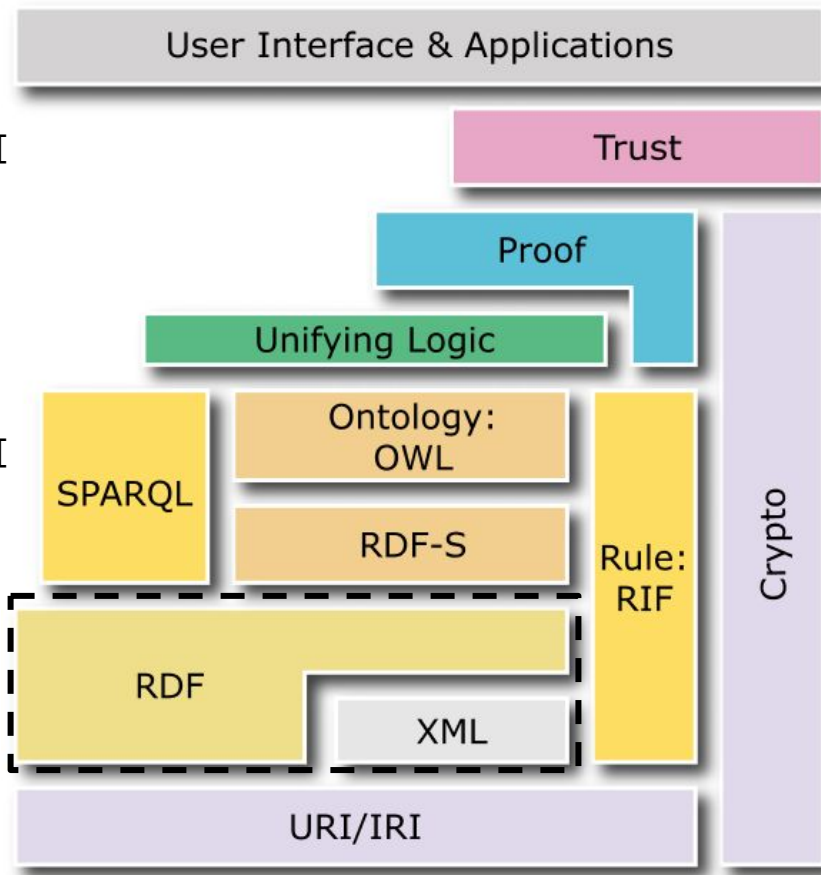 User Interface & Applications
Trust
Proof
Unifying Logic
Ontology:
OWL
SPARQL
RDF-S
Rule:
RIF
Crypto
RDF
XML
URI/IRI